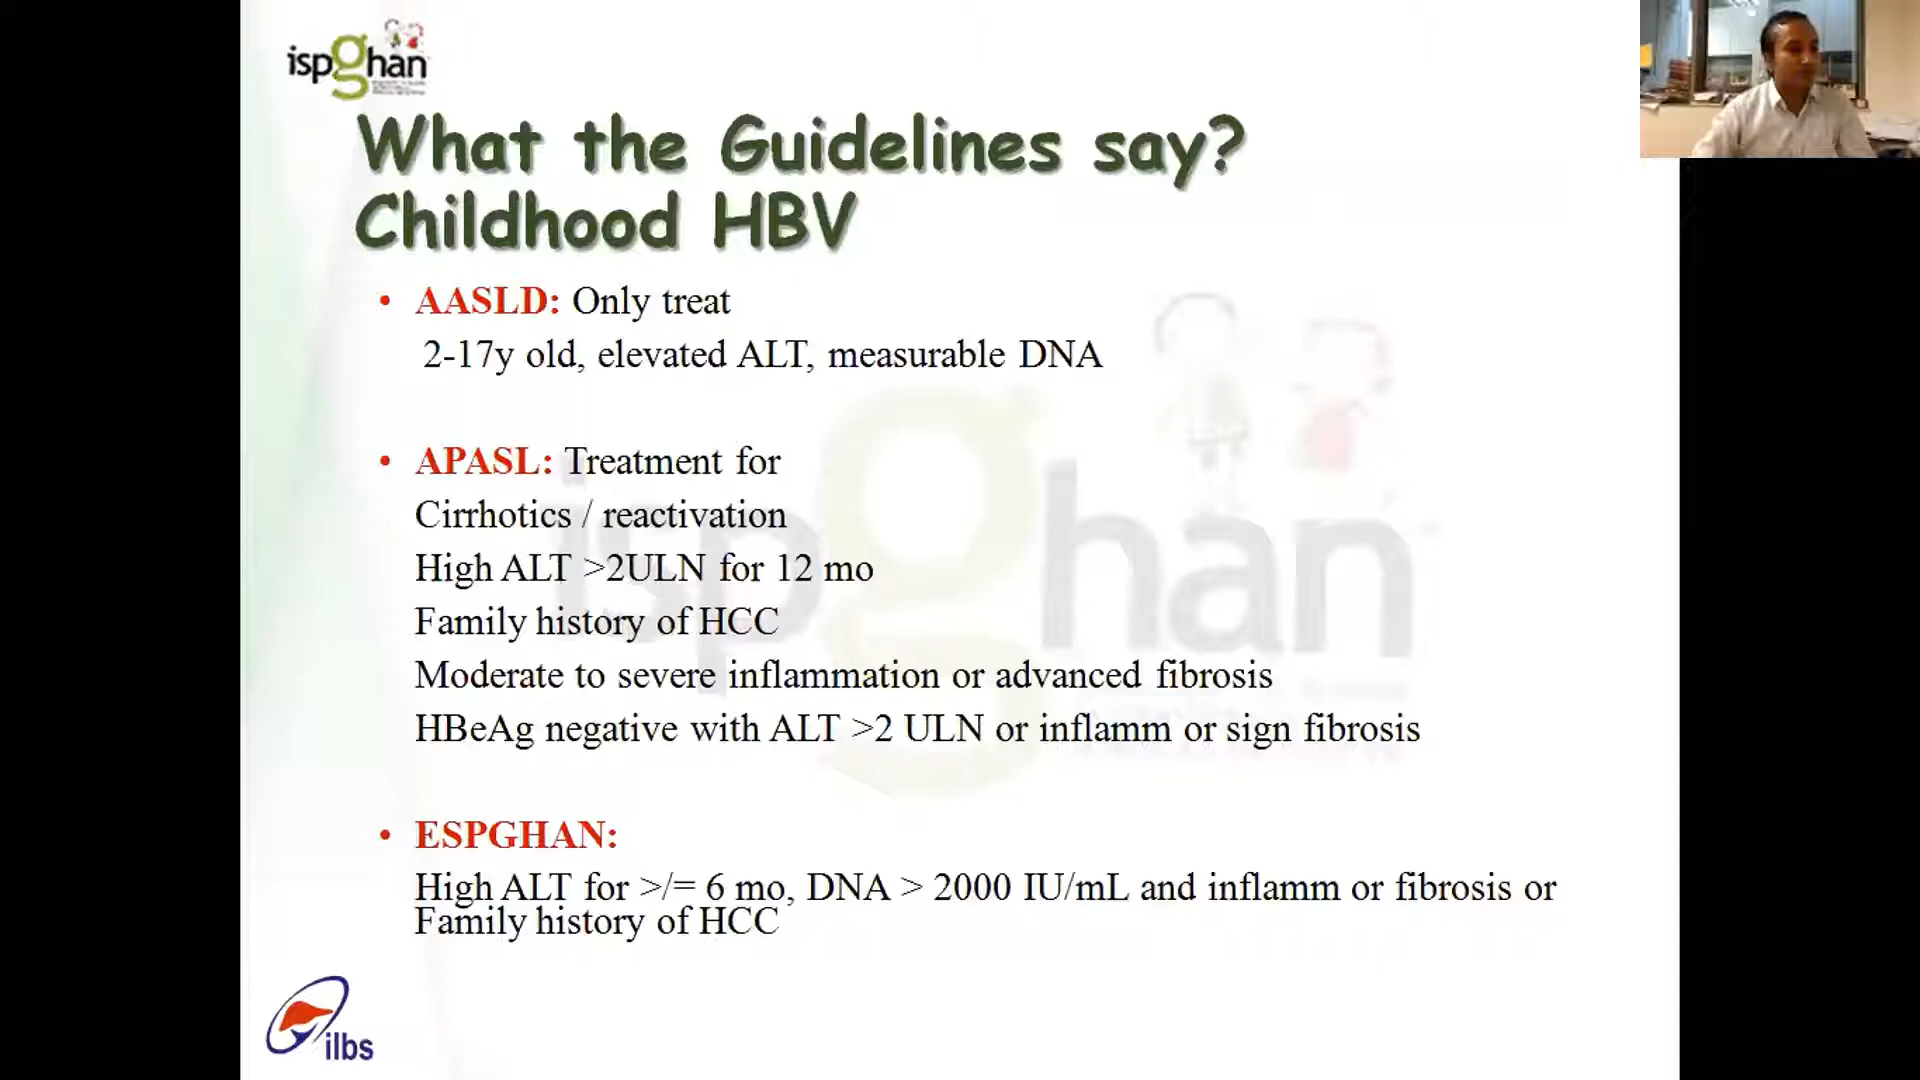 ispghan
What the Guidelines say?
Childhood HBV
• AASLD: Only treat
2-17y old, elevated ALT, measurable DNA
• APASL: Treatment for
Cirrhotics / reactivation
High ALT >2ULN for 12 mo
Family history of HCC
Moderate to severe inflammation or advanced fibrosis
HBeAg negative with ALT >2 ULN or inflamm or sign fibrosis
• ESPGHAN:
High ALT for >/= 6 mo, DNA > 2000 IU/mL and inflamm or fibrosis or
Family history of HCC
ispghan
ilbs